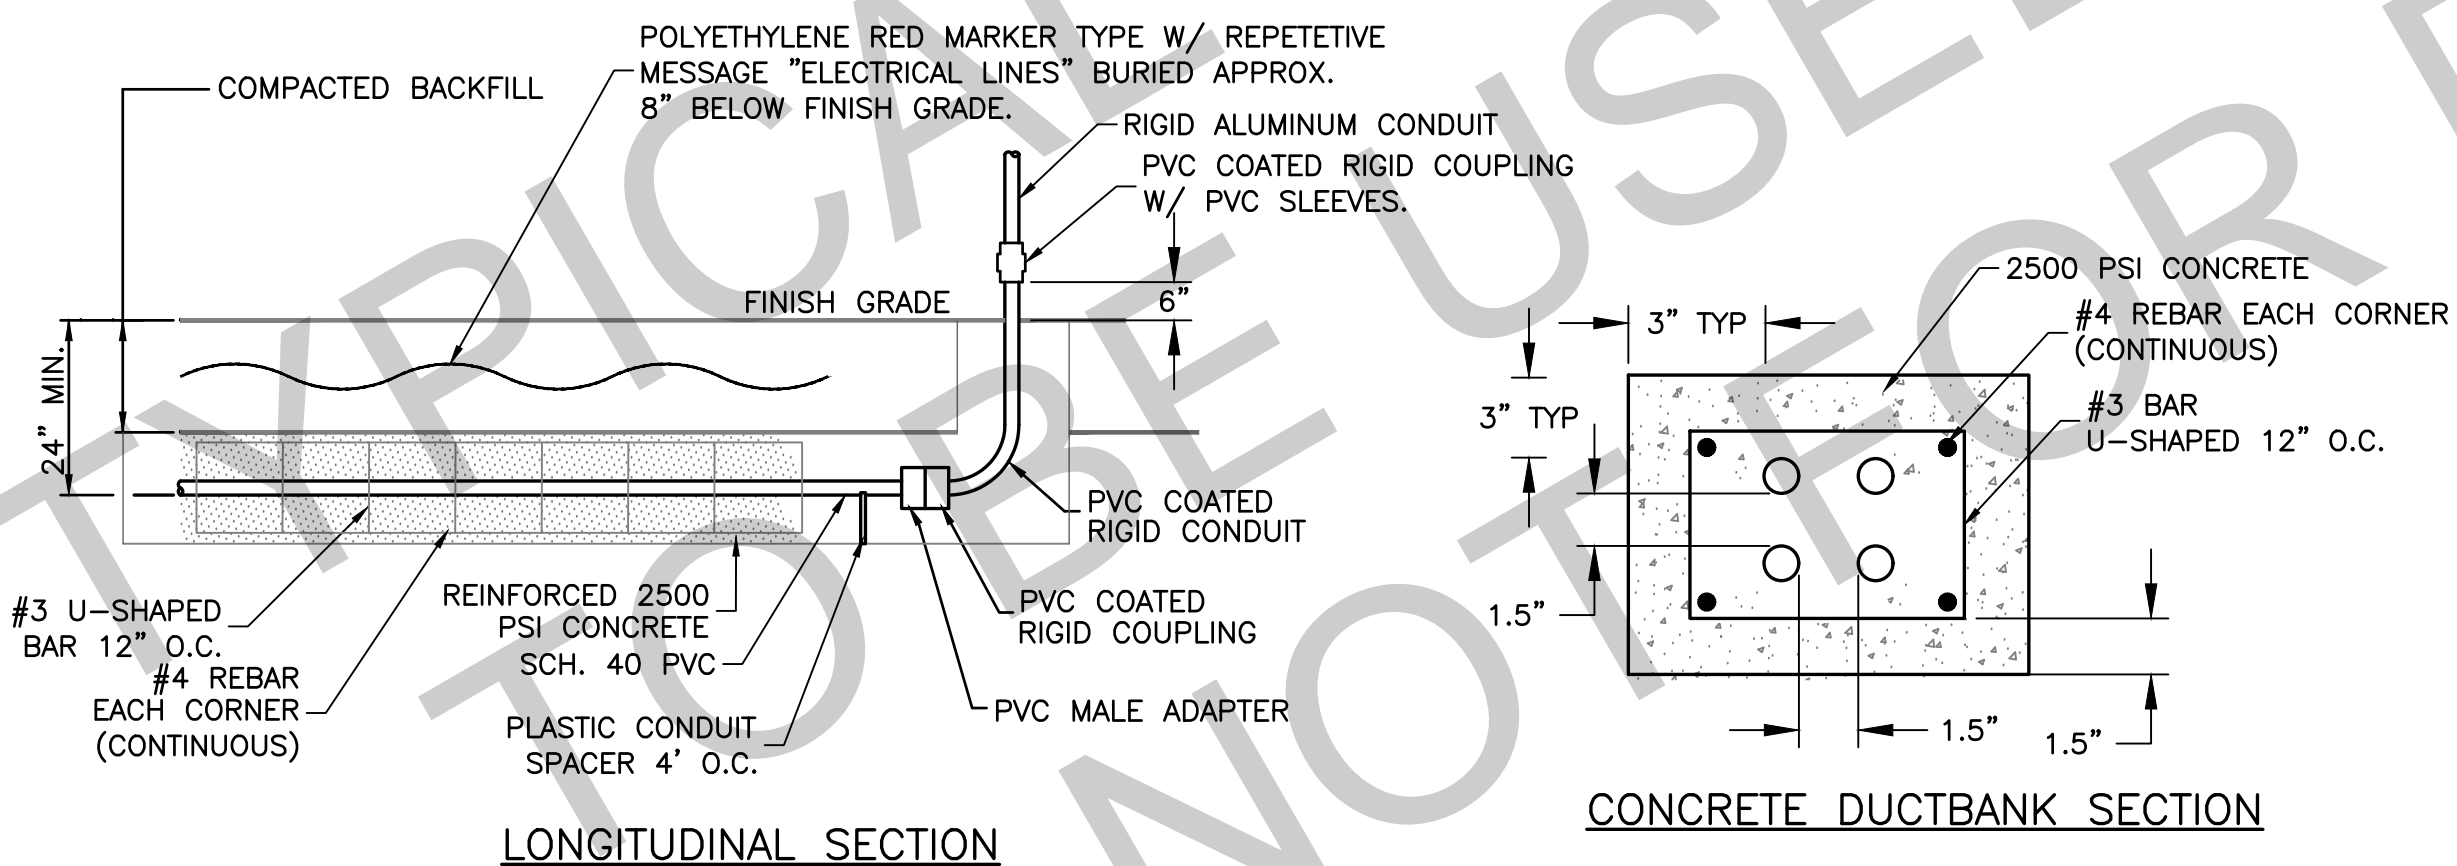 POLYETHYLENE RED MARKER TYPE W/ REPETETIVE
MESSAGE "ELECTRICAL LINES" BURIED APPROX.
8" BELOW FINISH GRADE.
COMPACTED BACKFILL
RIGID ALUMINUM CONDUIT
PVC COATED RIGID COUPLING
W/ PVC SLEEVES.
FINISH GRADE
6"
24" MIN.
PVC COATED
RIGID CONDUIT
#3 U-SHAPED
BAR 12" O.C.
#4 REBAR
EACH CORNER
(CONTINUOUS)
REINFORCED 2500
PSI CONCRETE
SCH. 40 PVC
PLASTIC CONDUIT
SPACER 4' O.C.
PVC COATED
RIGID COUPLING
PVC MALE ADAPTER
LONGITUDINAL SECTION
2500 PSI CONCRETE
#4 REBAR EACH CORNER
(CONTINUOUS)
3" TYP
3" TYP
#3 BAR
U-SHAPED 12" O.C.
1.5"
1.5"
1.5"
CONCRETE DUCTBANK SECTION
TYPICAL
TO BE USE
NOT FOR